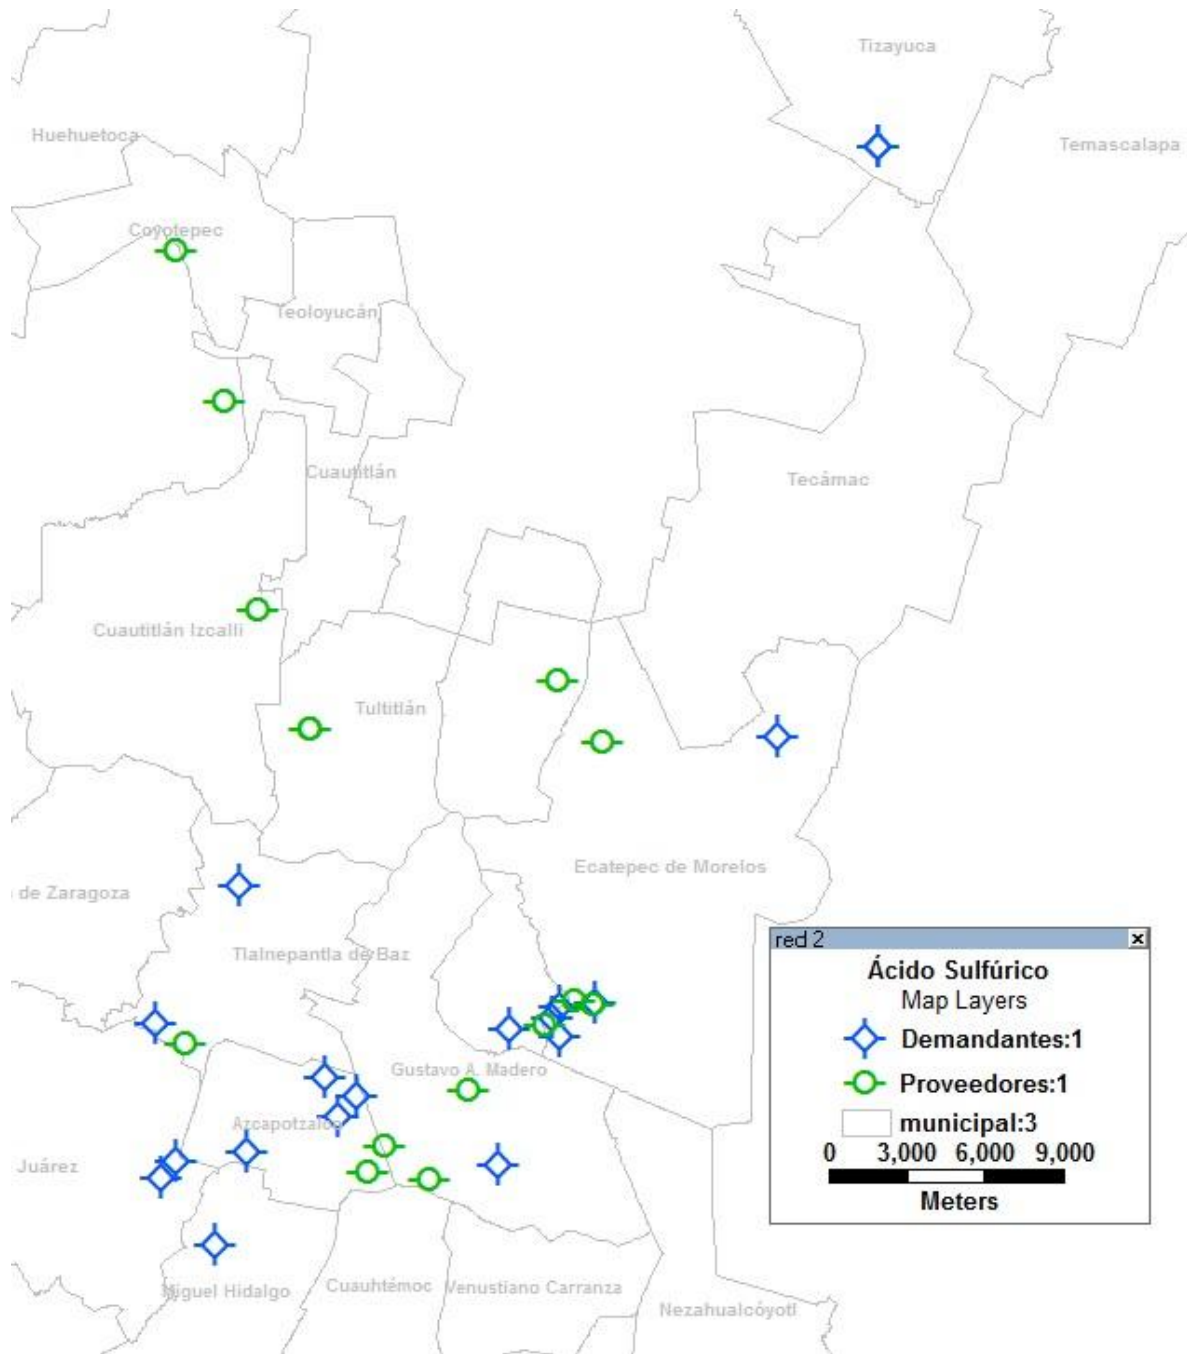 Tizayuca
Huehuetoca
Temascalapa
Coyotepec
Teoloyucán
Cuautitlán
Tecámac
Cuautitlán Izcalli
Tultitlán
Ecatepec de Morelos
de Zaragoza
Tlalnepantla de Baz
red 2
Ácido Sulfúrico
Map Layers
Demandantes:1
Proveedores:1
municipal:3
0 3,000 6,000 9,000
Meters
Gustavo A. Madero
Azcapotzalco
Juárez
Miguel Hidalgo
Cuauhtémoc
Venustiano Carranza
Nezahualcóyotl